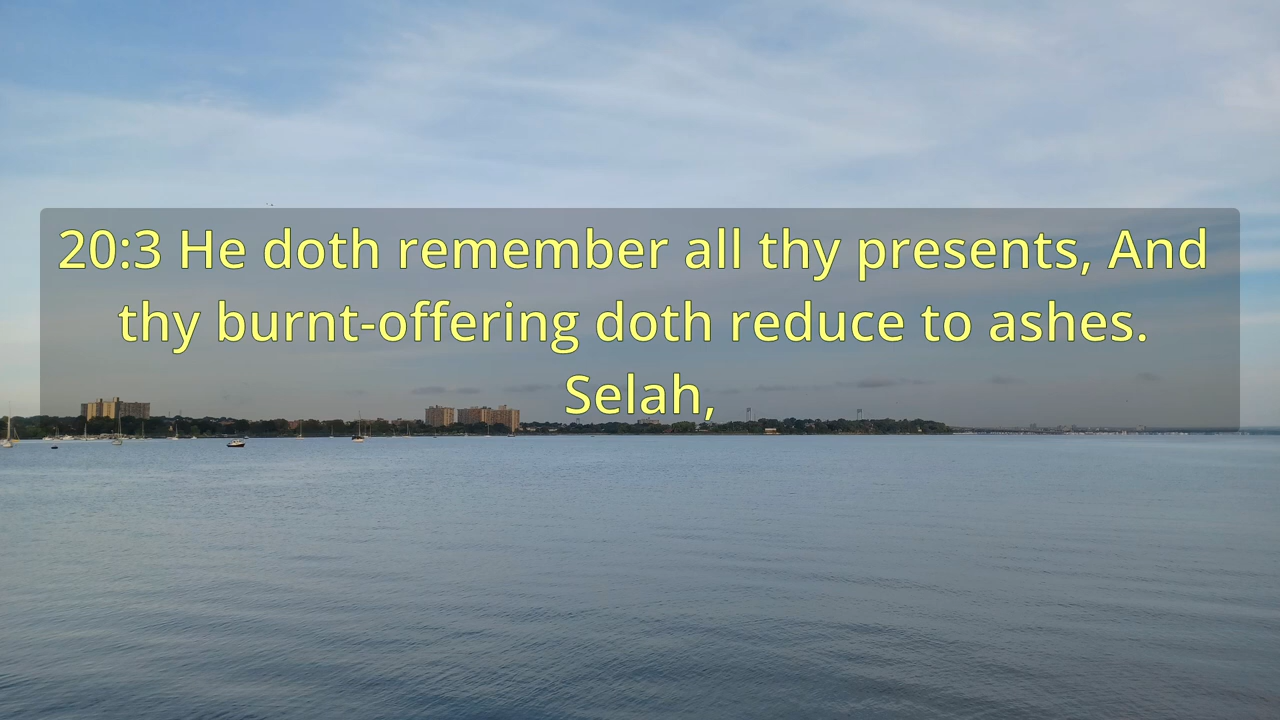 20:3 He doth remember all thy presents, And
thy burnt-offering doth reduce to ashes.
Selah,